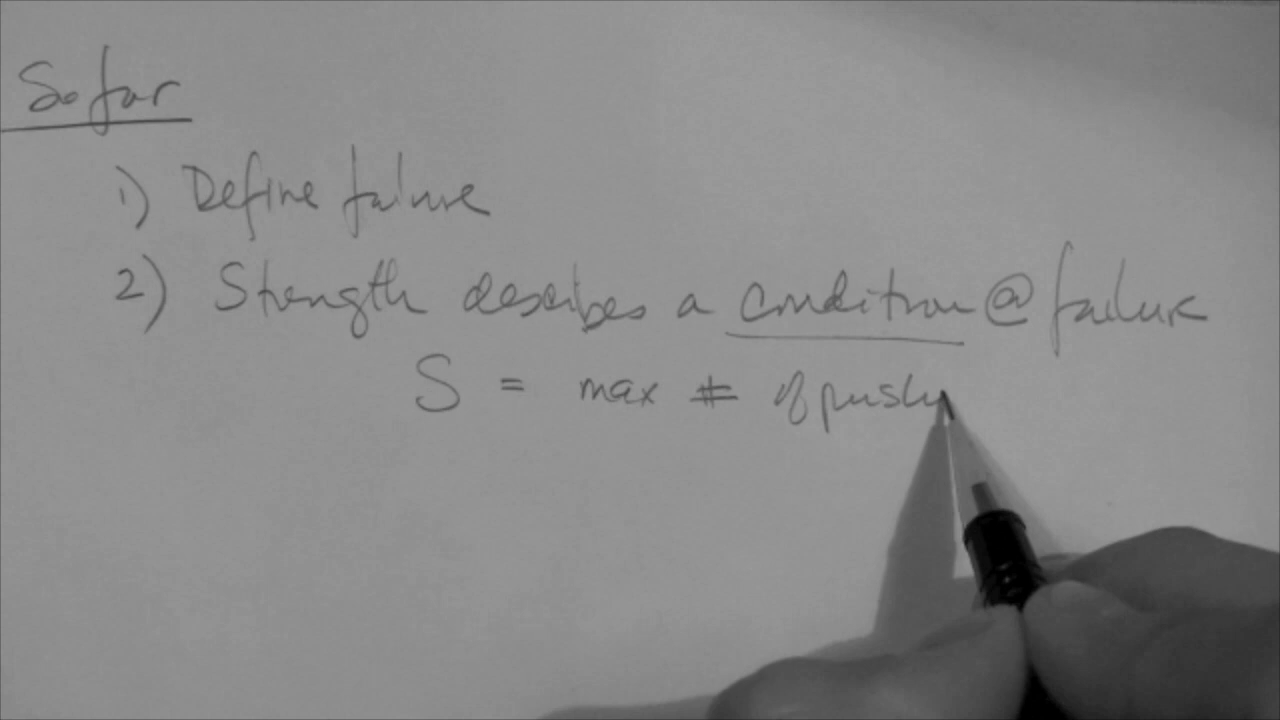 So far
1) Define failure
2) Strength describes a condition @ failure
S = max # of push